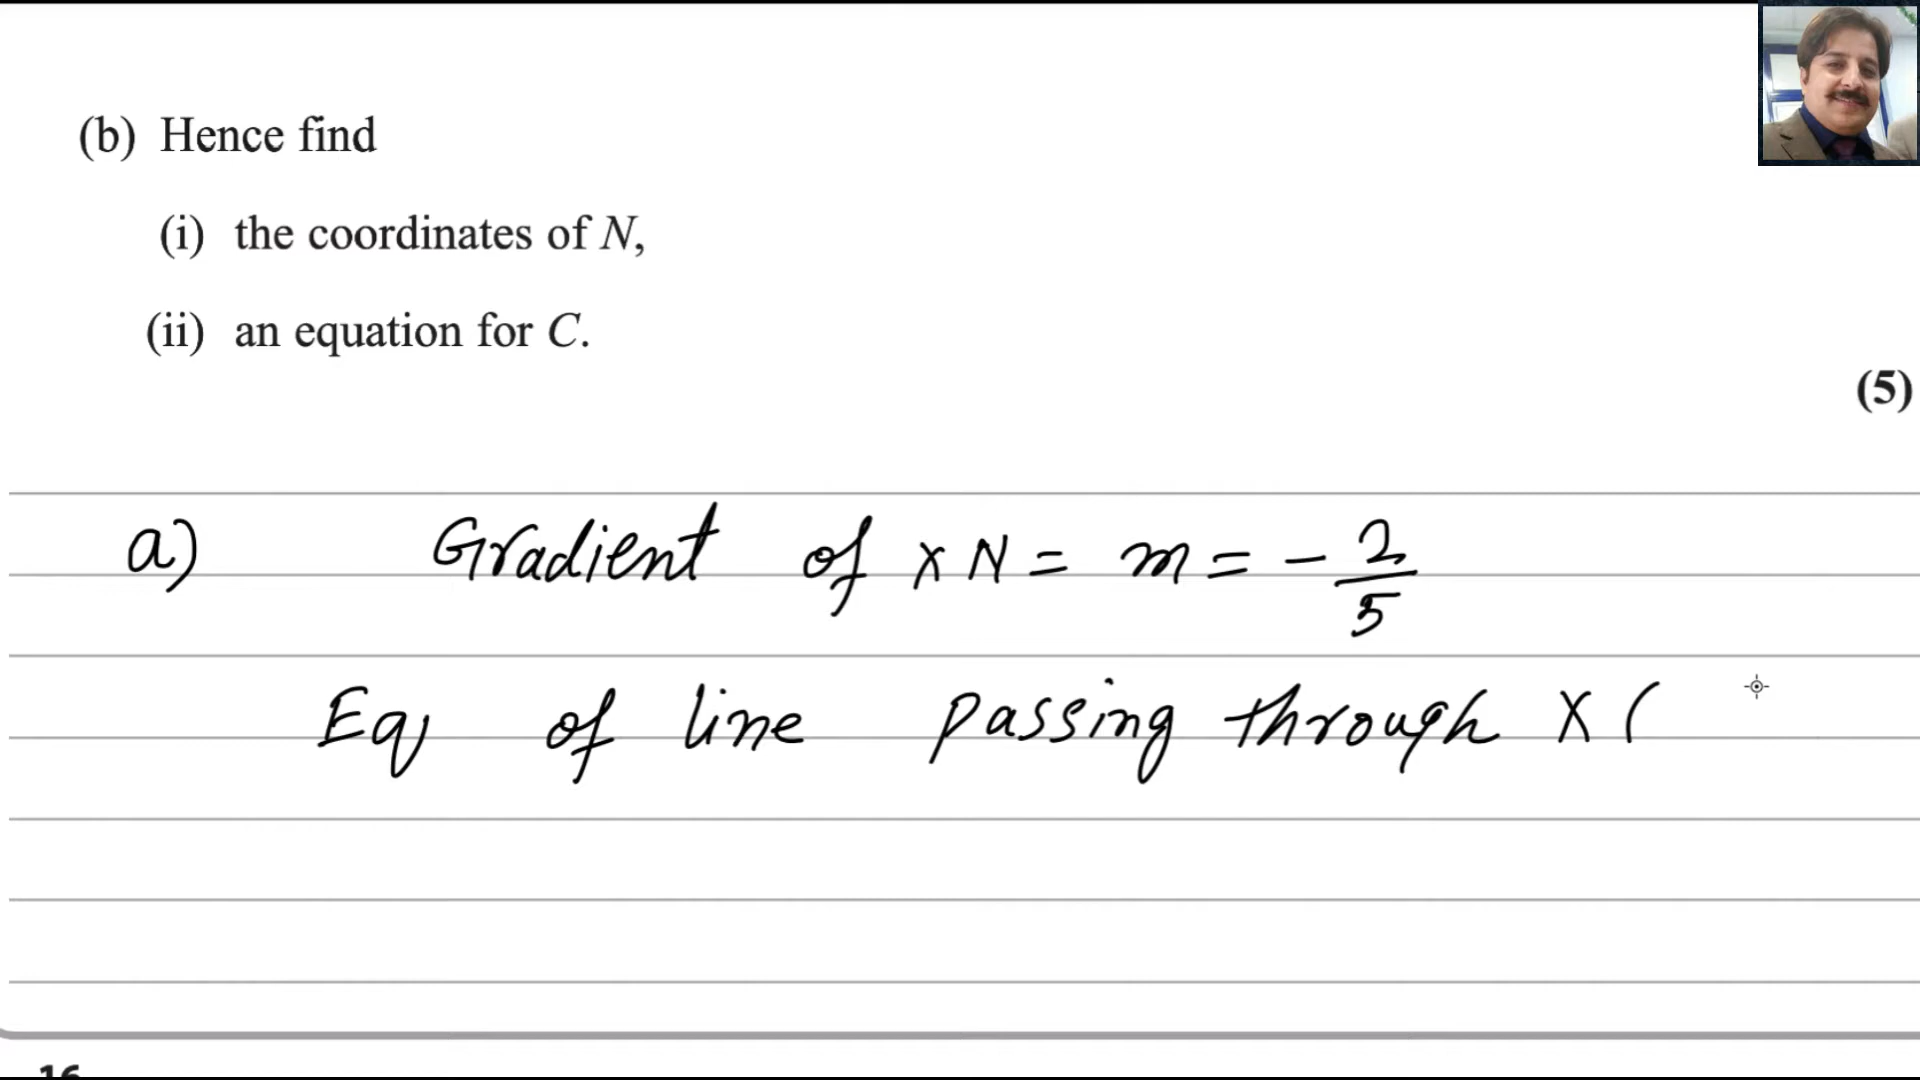 (b) Hence find
(i) the coordinates of N,
(ii) an equation for C.
(5)
a) Gradient of XN = m = - 2/5
Eq of line passing through X (